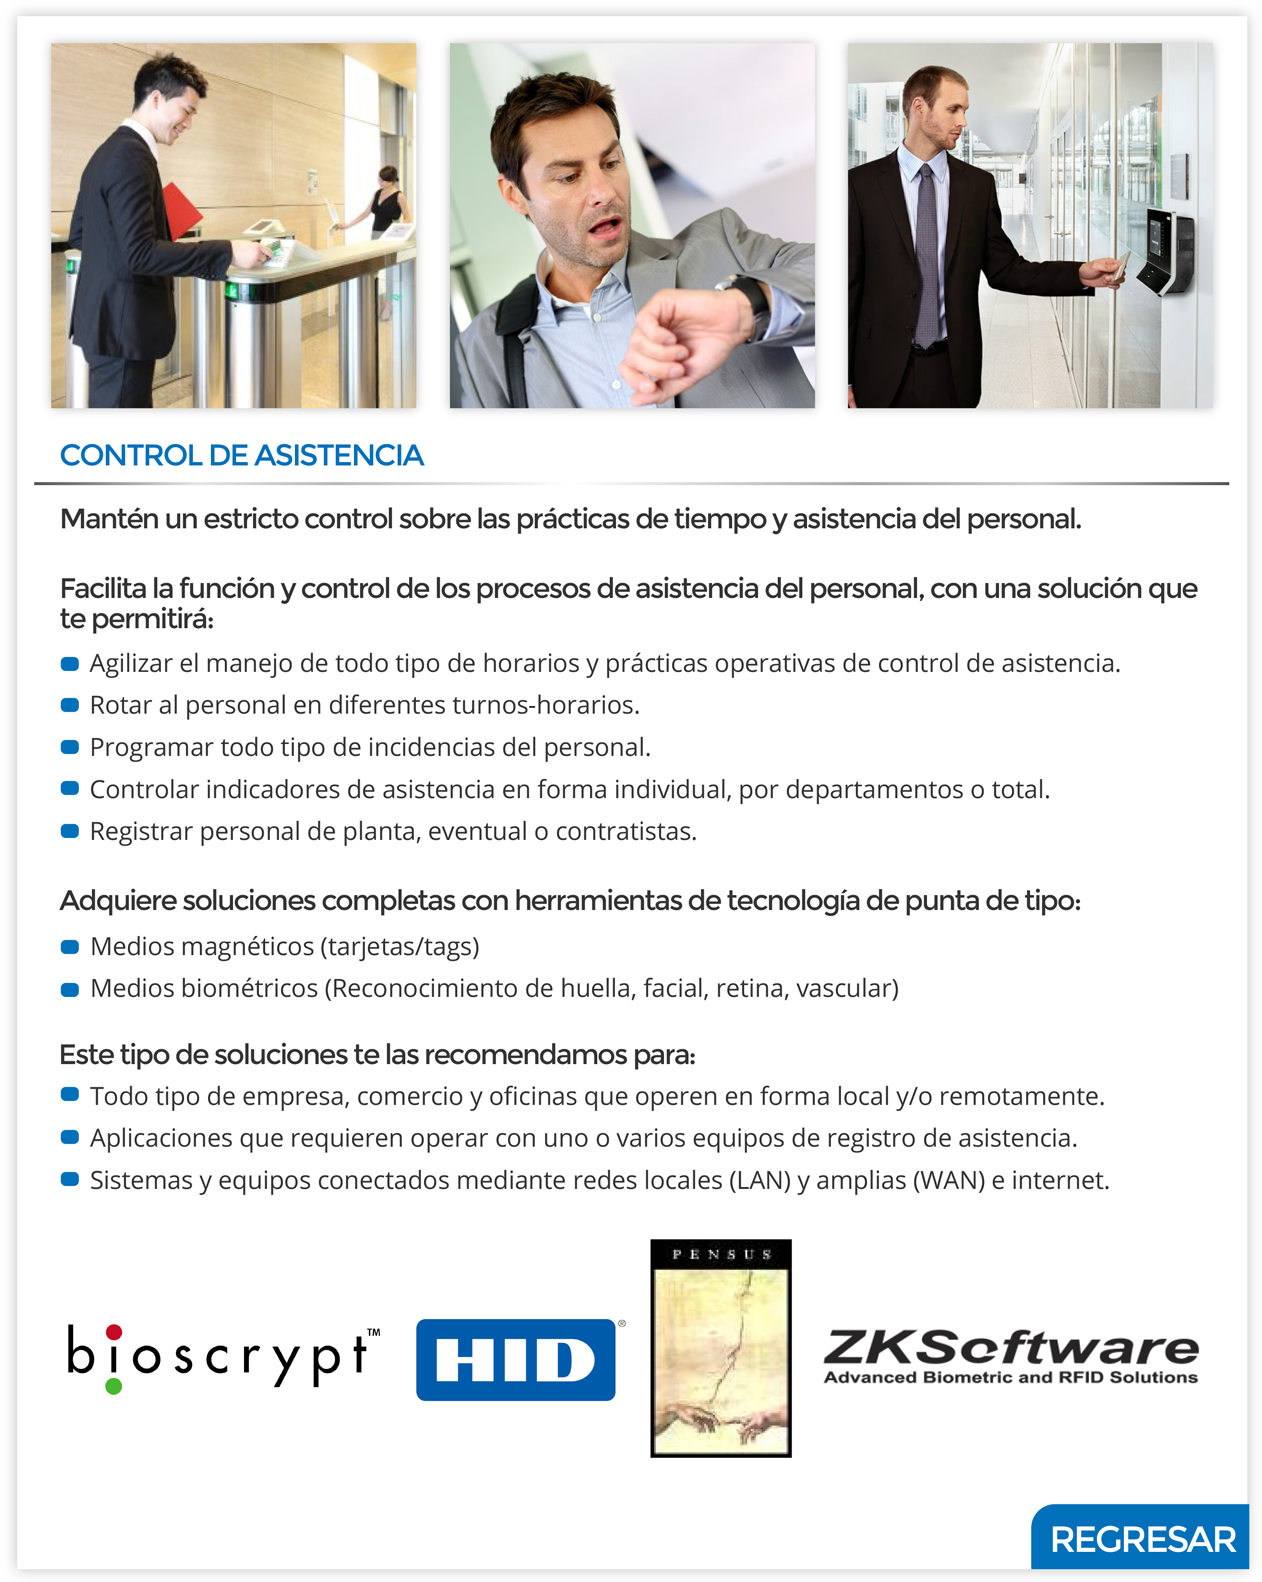 CONTROL DE ASISTENCIA
Mantén un estricto control sobre las prácticas de tiempo y asistencia del personal.
Facilita la función y control de los procesos de asistencia del personal, con una solución que
te permitirá:
Agilizar el manejo de todo tipo de horarios y prácticas operativas de control de asistencia.
Rotar al personal en diferentes turnos-horarios.
Programar todo tipo de incidencias del personal.
Controlar indicadores de asistencia en forma individual, por departamentos o total.
Registrar personal de planta, eventual o contratistas.
Adquiere soluciones completas con herramientas de tecnología de punta de tipo:
Medios magnéticos (tarjetas/tags)
Medios biométricos (Reconocimiento de huella, facial, retina, vascular)
Este tipo de soluciones te las recomendamos para:
Todo tipo de empresa, comercio y oficinas que operen en forma local y/o remotamente.
Aplicaciones que requieren operar con uno o varios equipos de registro de asistencia.
Sistemas y equipos conectados mediante redes locales (LAN) y amplias (WAN) e internet.
bioscrypt™
HID®
PENSUS
ZKSoftware
Advanced Biometric and RFID Solutions
REGRESAR